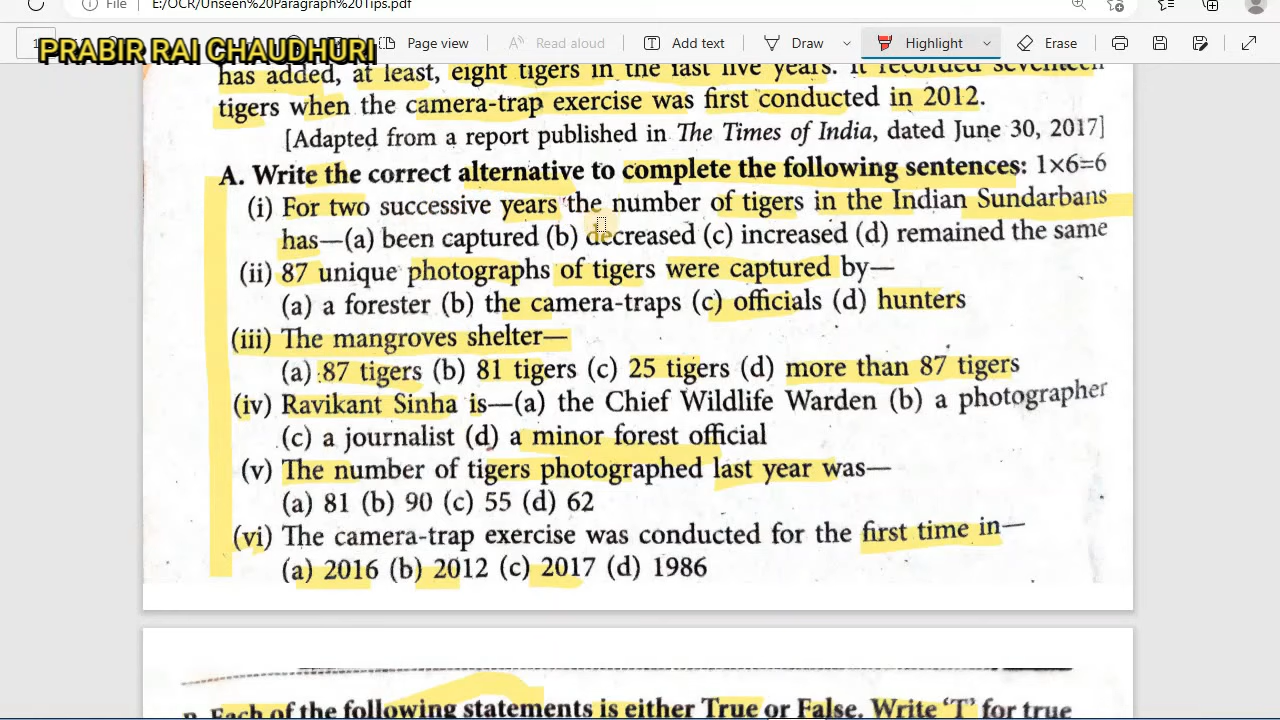 File E:/OCR/Unseen%20Paragraph%20Tips.pdf
PRABIR RAI CHAUDHURI
Page view Read aloud Add text Draw Highlight Erase
has added, at least, eight tigers in the last five years. It recorded seventeen
tigers when the camera-trap exercise was first conducted in 2012.
[Adapted from a report published in The Times of India, dated June 30, 2017]
A. Write the correct alternative to complete the following sentences: 1×6=6
(i) For two successive years the number of tigers in the Indian Sundarbans
has—(a) been captured (b) decreased (c) increased (d) remained the same
(ii) 87 unique photographs of tigers were captured by—
(a) a forester (b) the camera-traps (c) officials (d) hunters
(iii) The mangroves shelter—
(a) 87 tigers (b) 81 tigers (c) 25 tigers (d) more than 87 tigers
(iv) Ravikant Sinha is—(a) the Chief Wildlife Warden (b) a photographer
(c) a journalist (d) a minor forest official
(v) The number of tigers photographed last year was—
(a) 81 (b) 90 (c) 55 (d) 62
(vi) The camera-trap exercise was conducted for the first time in—
(a) 2016 (b) 2012 (c) 2017 (d) 1986
Each of the following statements is either True or False. Write 'T' for true